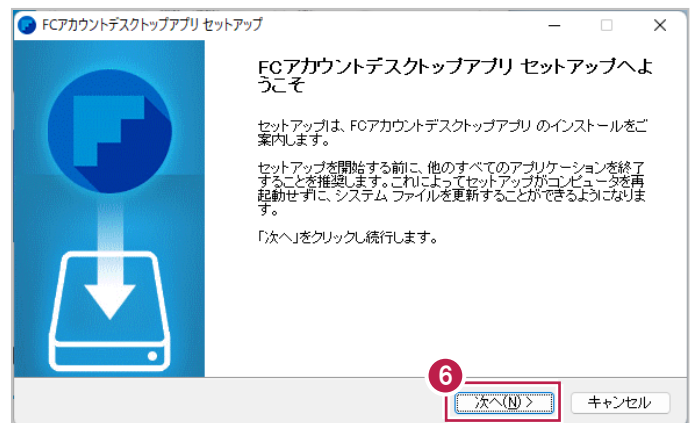 FCアカウントデスクトップアプリ セットアップ
FCアカウントデスクトップアプリ セットアップへよ
うこそ
セットアップは、FCアカウントデスクトップアプリ のインストールをご
案内します。
セットアップを開始する前に、他のすべてのアプリケーションを終了
することを推奨します。これによってセットアップがコンピュータを再
起動せずに、システム ファイルを更新することができるようになりま
す。
「次へ」をクリックし続行します。
6
次へ(N) >
キャンセル